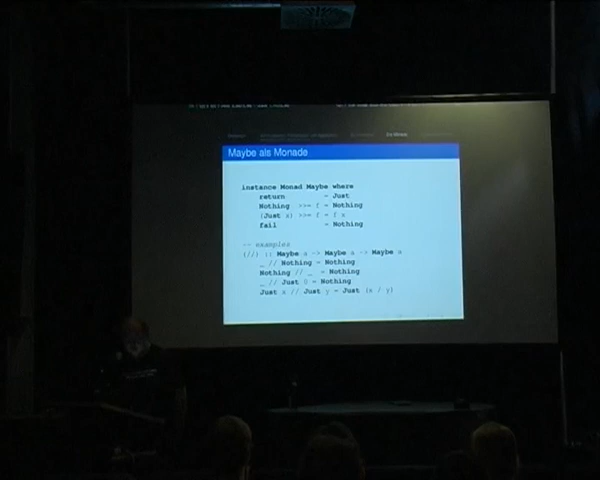 Maybe als Monade
instance Monad Maybe where
return = Just
Nothing >>= f = Nothing
(Just x) >>= f = f x
fail = Nothing
-- examples
(//) :: Maybe a -> Maybe a -> Maybe a
_ // Nothing = Nothing
Nothing // _ = Nothing
_ // Just 0 = Nothing
Just x // Just y = Just (x / y)